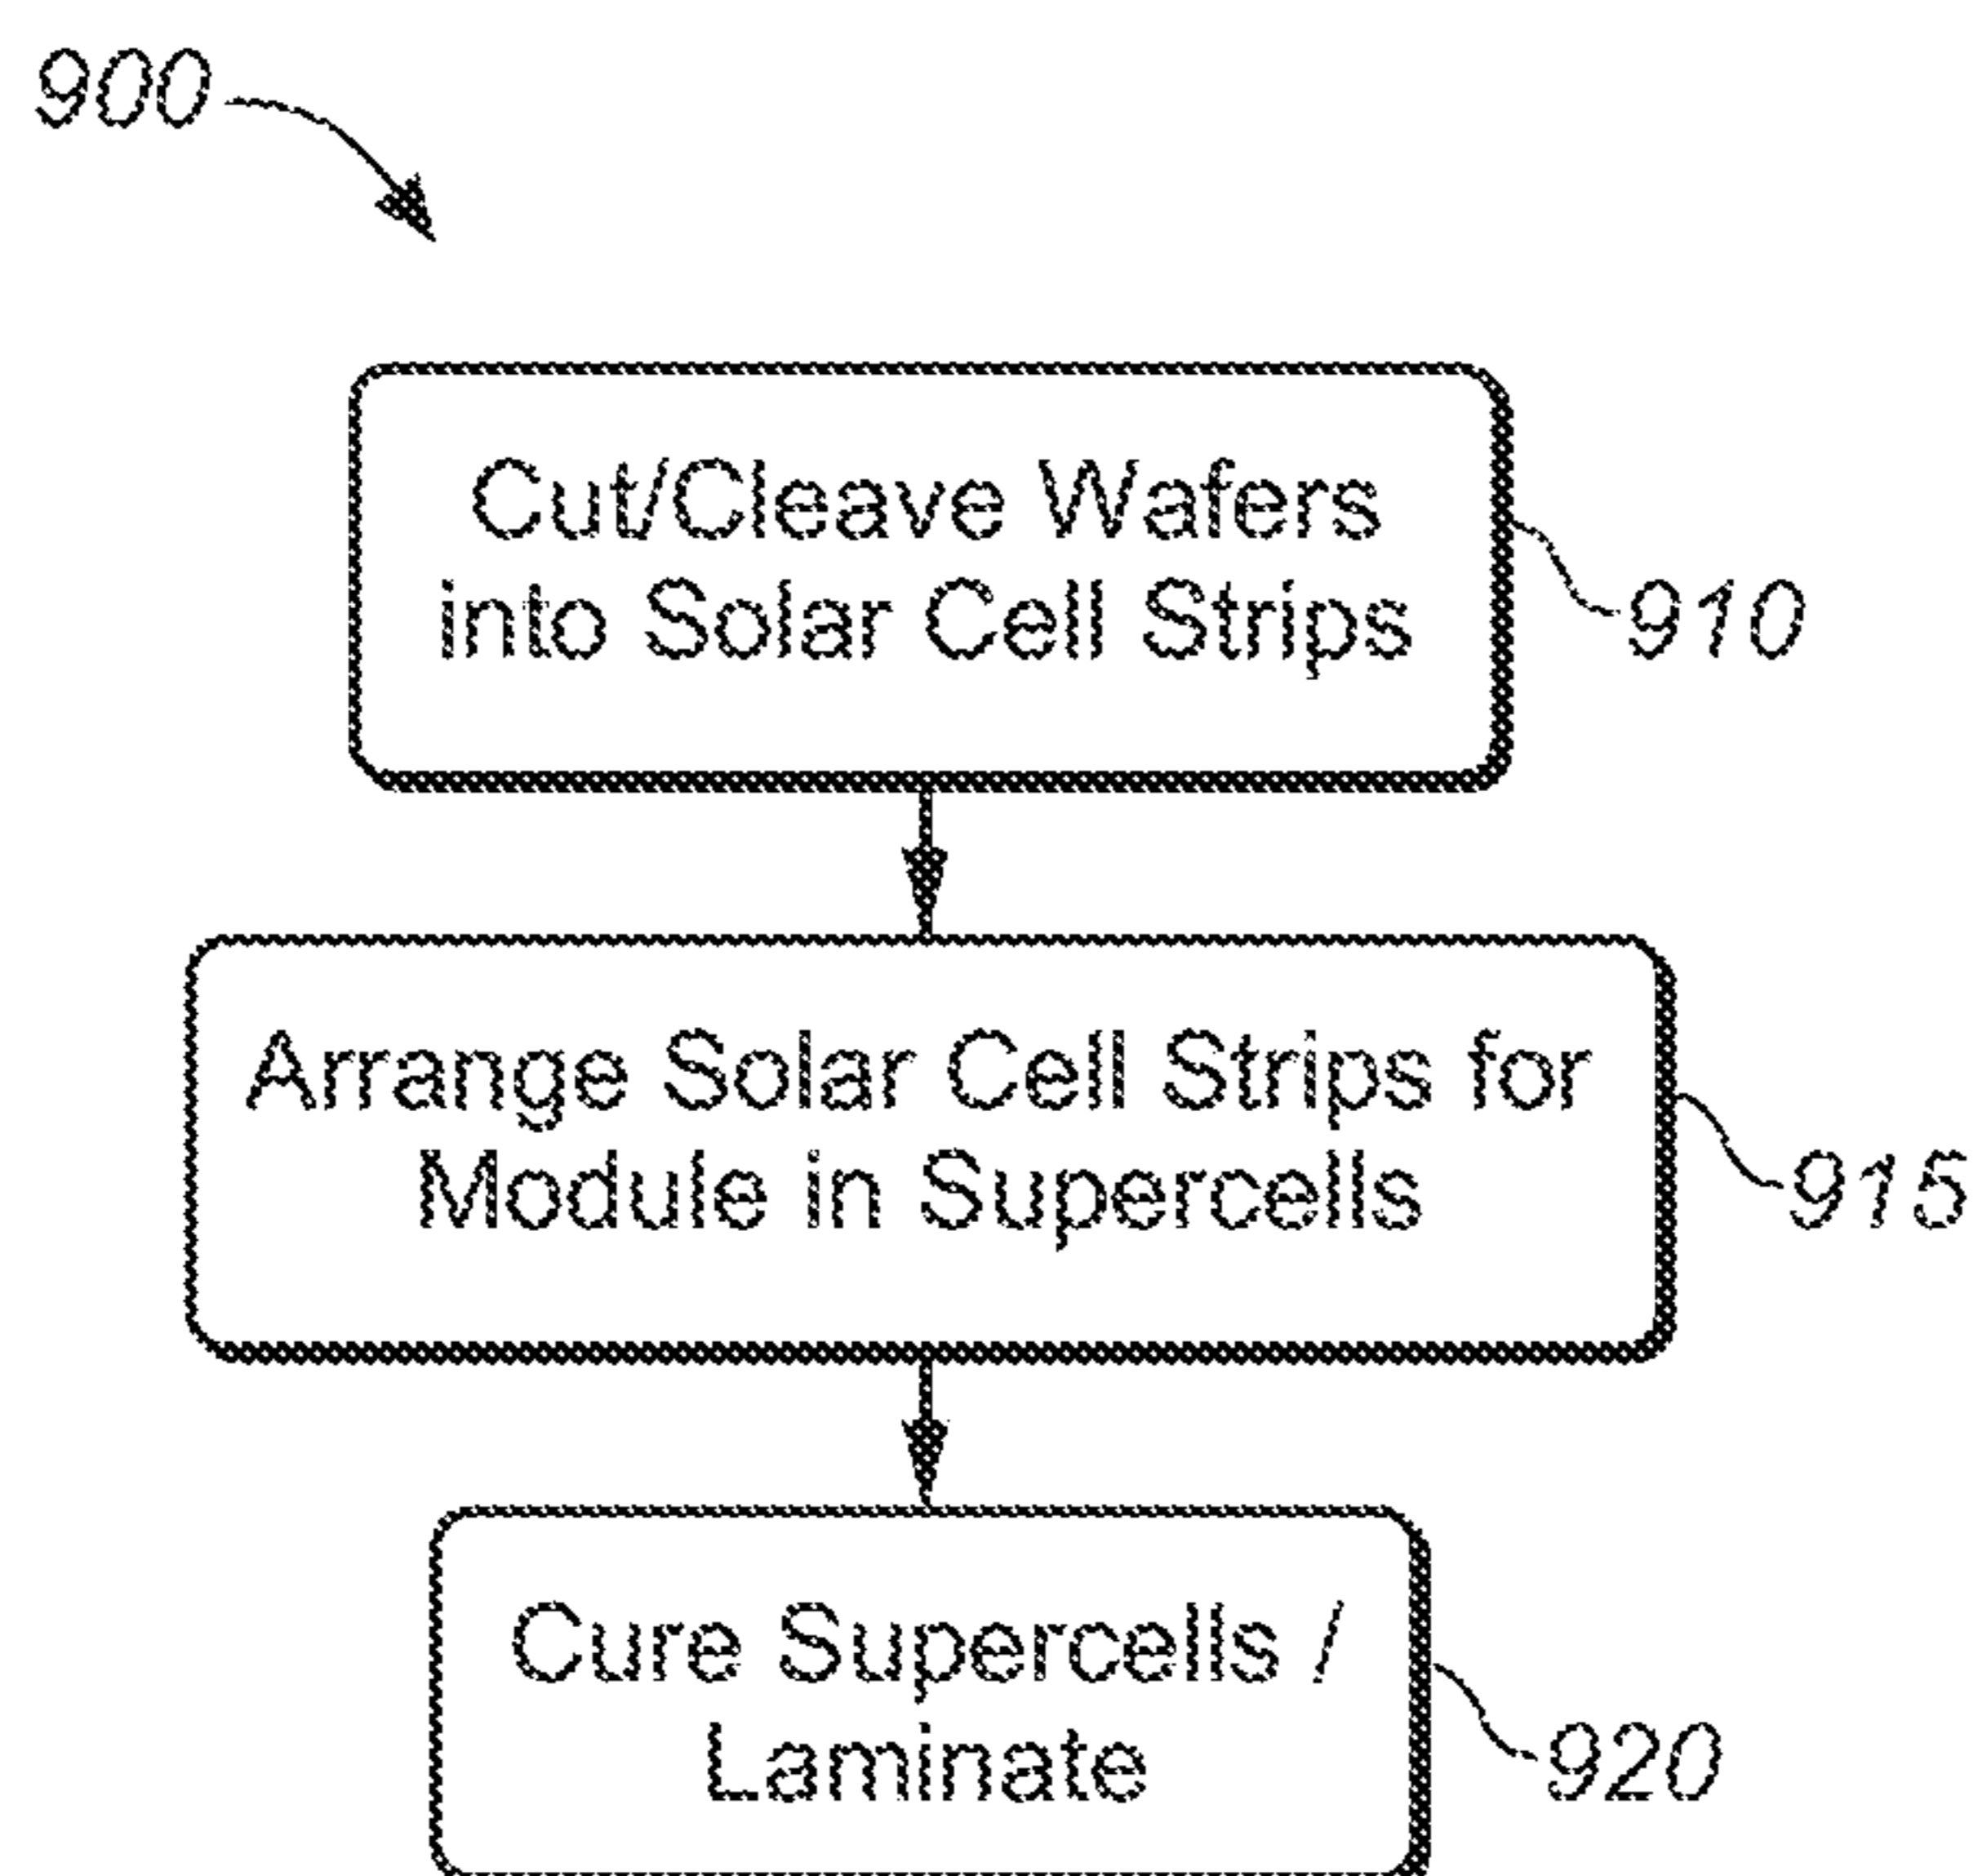 900
Cut/Cleave Wafers
into Solar Cell Strips
910
Arrange Solar Cell Strips for
Module in Supercells
915
Cure Supercells /
Laminate
920